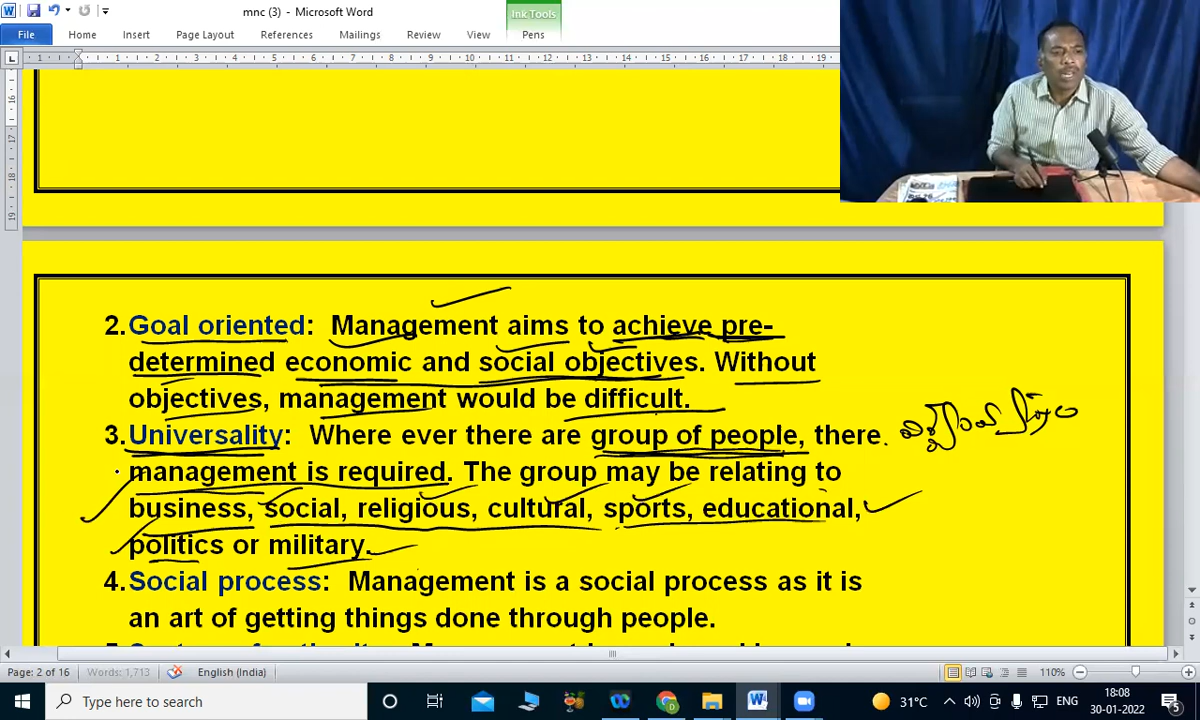 mnc (3) - Microsoft Word
Ink Tools
File Home Insert Page Layout References Mailings Review View Pens
2. Goal oriented: Management aims to achieve pre-
determined economic and social objectives. Without
objectives, management would be difficult.
3. Universality: Where ever there are group of people, there
management is required. The group may be relating to
business, social, religious, cultural, sports, educational,
politics or military.
4. Social process: Management is a social process as it is
an art of getting things done through people.
Page: 2 of 16 Words: 1,713 English (India) 110%
Type here to search
31°C ENG 18:08
30-01-2022 5